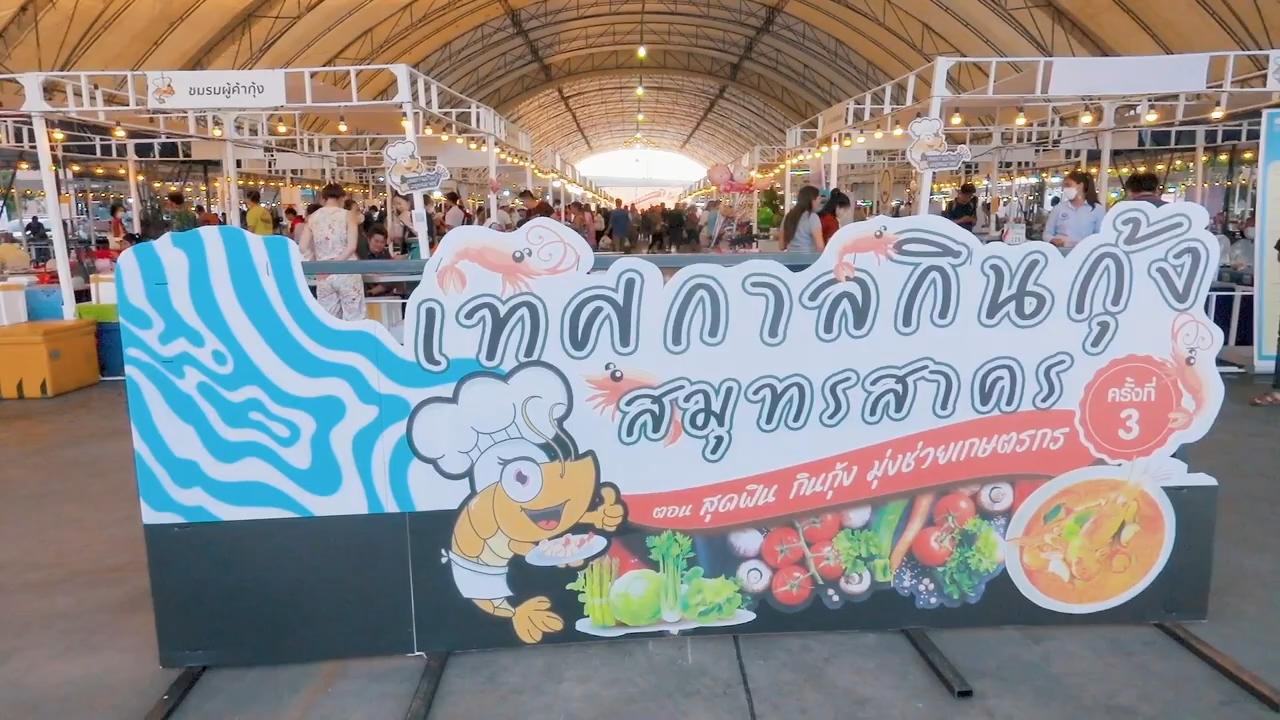 ชมรมผู้ค้ากุ้ง
เทศกาลกินกุ้ง
สมุทรสาคร
ครั้งที่
3
ตอน สุดฟิน กินกุ้ง มุ่งช่วยเกษตรกร